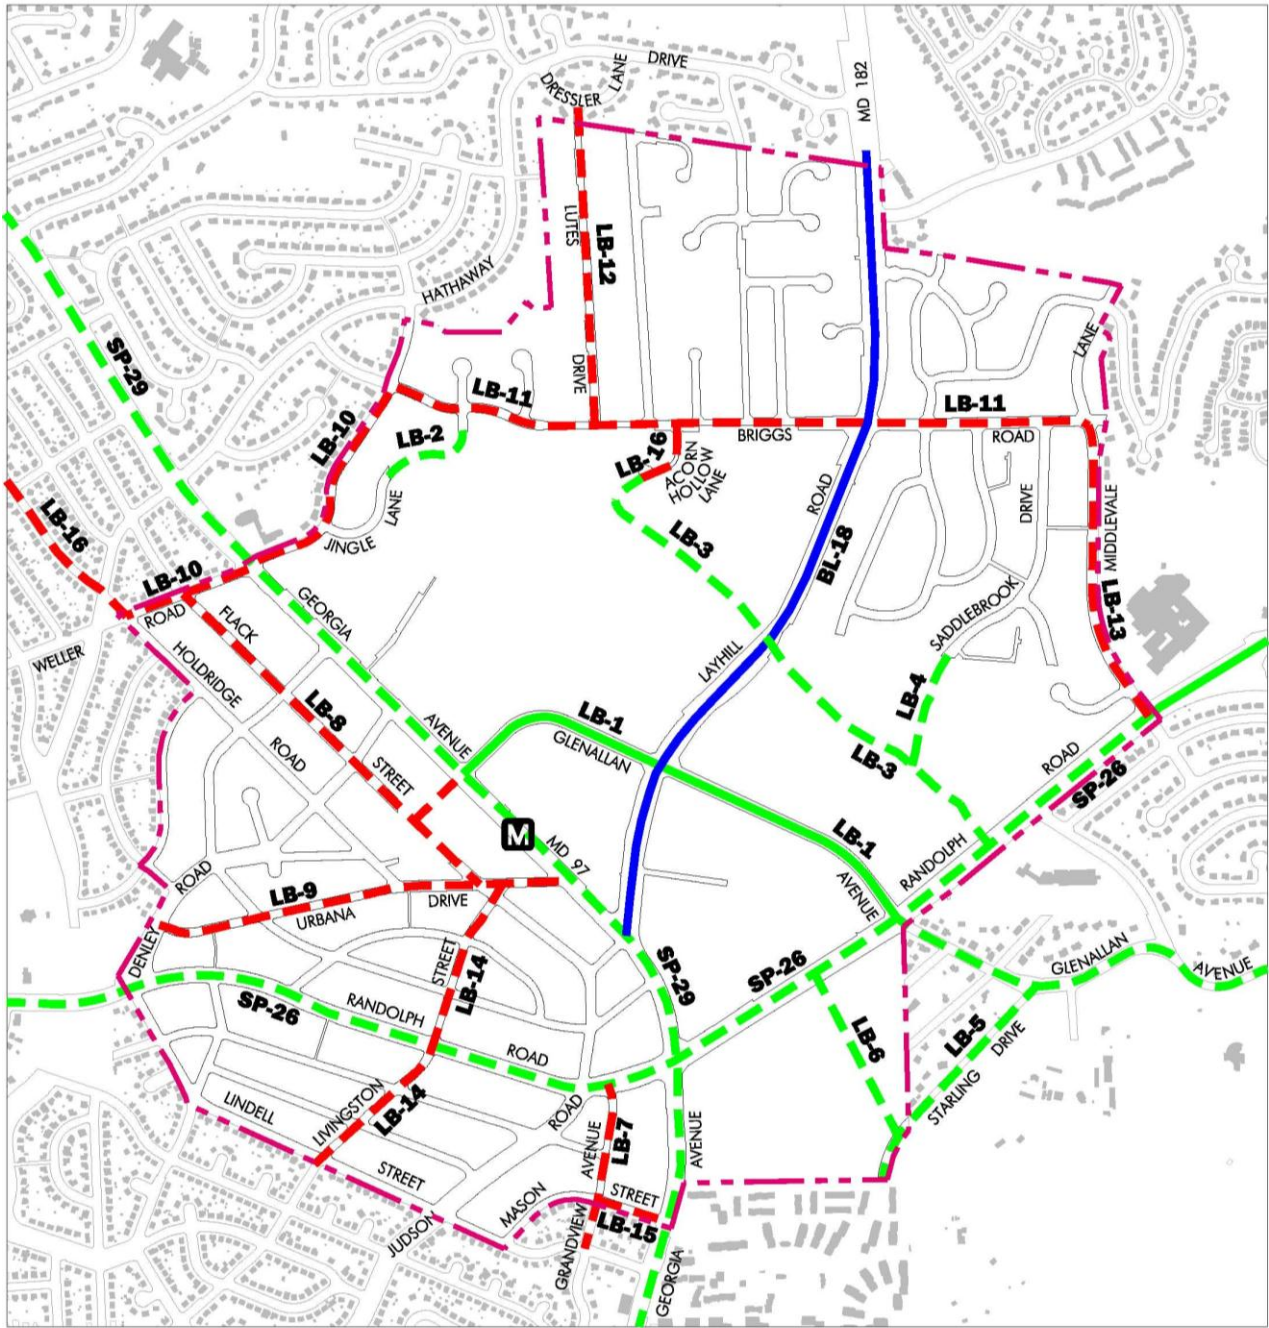 DRIVE
LANE
DRESSLER
MD 182
LUTES
LB-12
HATHAWAY
SP-29
LANE
DRIVE
LB-11
LB-11
LB-10
LB-2
BRIGGS
ROAD
LB-16
ACORN
HOLLOW
LANE
LANE
ROAD
DRIVE
MIDDLEVALE
LB-16
LB-3
JINGLE
BL-18
LB-10
ROAD
FLACK
GEORGIA
SADDLEBROOK
LB-13
WELLER
HOLDRIDGE
LAYHILL
LB-4
LB-8
LB-1
AVENUE
GLENALLAN
ROAD
STREET
LB-3
ROAD
SP-26
M
MD 97
LB-1
RANDOLPH
ROAD
LB-9
DRIVE
AVENUE
URBANA
DENLEY
STREET
LB-14
SP-29
SP-26
GLENALLAN
AVENUE
SP-26
RANDOLPH
ROAD
LB-6
LB-5
DRIVE
STARLING
LINDELL
LIVINGSTON
LB-14
ROAD
AVENUE
LB-7
AVENUE
STREET
MASON
STREET
JUDSON
LB-15
GRANDVIEW
GEORGIA